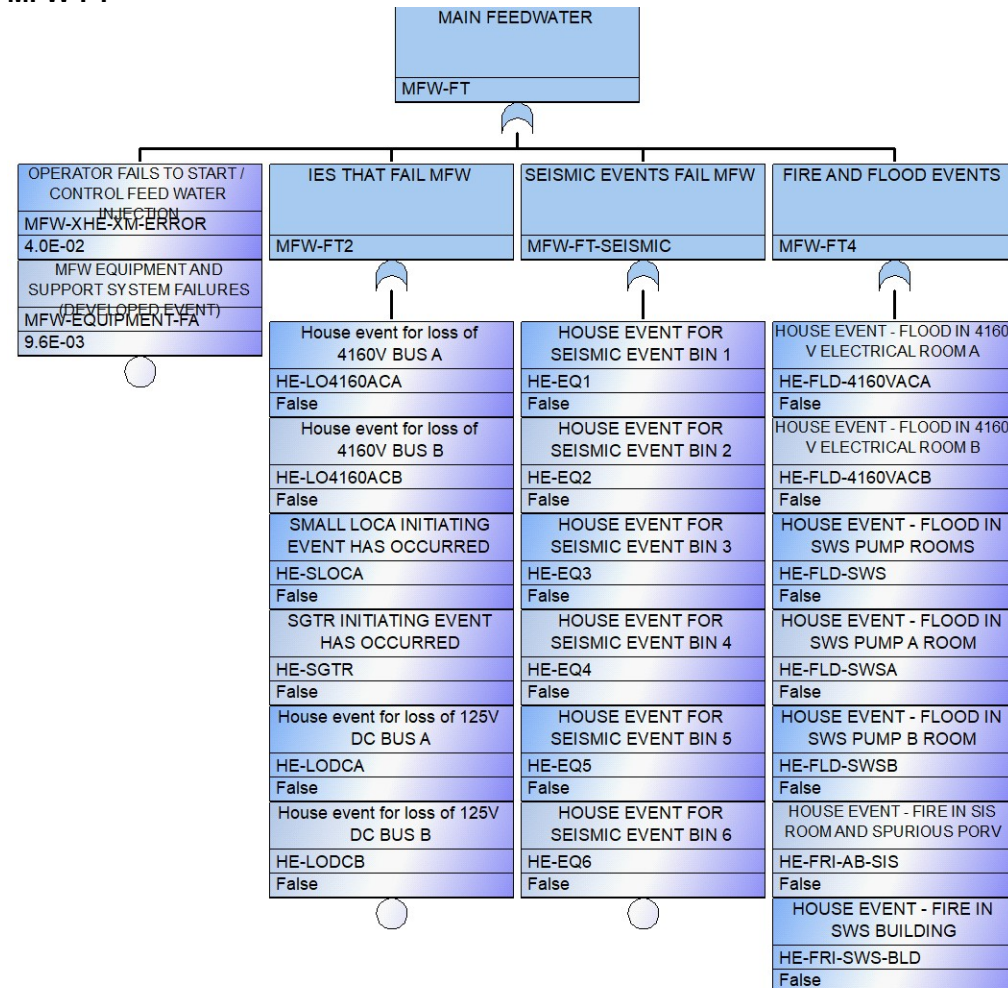 MFW-FT
MAIN FEEDWATER
MFW-FT
OPERATOR FAILS TO START /
CONTROL FEED WATER
INJECTION
MFW-XHE-XM-ERROR
4.0E-02
MFW EQUIPMENT AND
SUPPORT SYSTEM FAILURES
(DEVELOPED EVENT)
MFW-EQUIPMENT-FA
9.6E-03
IES THAT FAIL MFW
MFW-FT2
House event for loss of
4160V BUS A
HE-LO4160ACA
False
House event for loss of
4160V BUS B
HE-LO4160ACB
False
SMALL LOCA INITIATING
EVENT HAS OCCURRED
HE-SLOCA
False
SGTR INITIATING EVENT
HAS OCCURRED
HE-SGTR
False
House event for loss of 125V
DC BUS A
HE-LODCA
False
House event for loss of 125V
DC BUS B
HE-LODCB
False
SEISMIC EVENTS FAIL MFW
MFW-FT-SEISMIC
HOUSE EVENT FOR
SEISMIC EVENT BIN 1
HE-EQ1
False
HOUSE EVENT FOR
SEISMIC EVENT BIN 2
HE-EQ2
False
HOUSE EVENT FOR
SEISMIC EVENT BIN 3
HE-EQ3
False
HOUSE EVENT FOR
SEISMIC EVENT BIN 4
HE-EQ4
False
HOUSE EVENT FOR
SEISMIC EVENT BIN 5
HE-EQ5
False
HOUSE EVENT FOR
SEISMIC EVENT BIN 6
HE-EQ6
False
FIRE AND FLOOD EVENTS
MFW-FT4
HOUSE EVENT - FLOOD IN 4160
V ELECTRICAL ROOM A
HE-FLD-4160VACA
False
HOUSE EVENT - FLOOD IN 4160
V ELECTRICAL ROOM B
HE-FLD-4160VACB
False
HOUSE EVENT - FLOOD IN
SWS PUMP ROOMS
HE-FLD-SWS
False
HOUSE EVENT - FLOOD IN
SWS PUMP A ROOM
HE-FLD-SWSA
False
HOUSE EVENT - FLOOD IN
SWS PUMP B ROOM
HE-FLD-SWSB
False
HOUSE EVENT - FIRE IN SIS
ROOM AND SPURIOUS PORV
HE-FRI-AB-SIS
False
HOUSE EVENT - FIRE IN
SWS BUILDING
HE-FRI-SWS-BLD
False